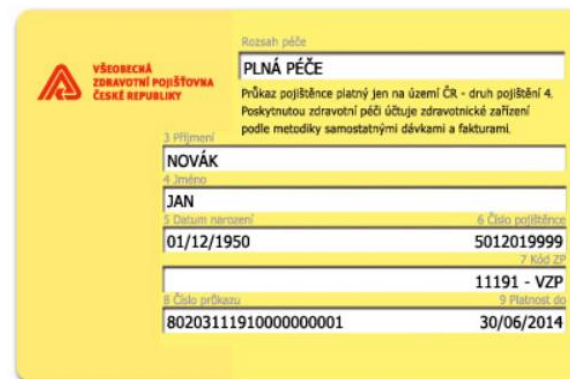 VŠEOBECNÁ
ZDRAVOTNÍ POJIŠŤOVNA
ČESKÉ REPUBLIKY
Rozsah péče
PLNÁ PÉČE
Průkaz pojištěnce platný jen na území ČR - druh pojištění 4.
Poskytnutou zdravotní péči účtuje zdravotnické zařízení
podle metodiky samostatnými dávkami a fakturami.
3 Příjmení
NOVÁK
4 Jméno
JAN
5 Datum narození 6 Číslo pojištěnce
01/12/1950 5012019999
7 Kód ZP
11191 - VZP
8 Číslo průkazu 9 Platnost do
80203111910000000001 30/06/2014